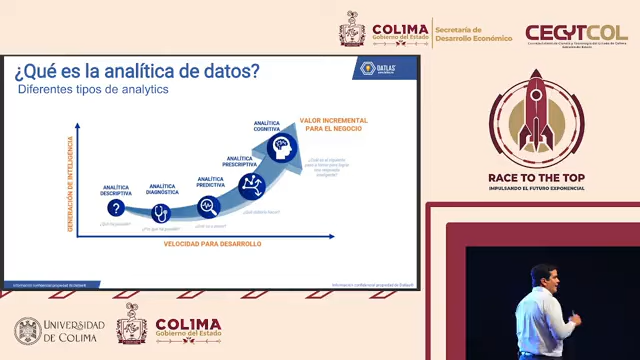 COLIMA
Gobierno del Estado
Secretaría de
Desarrollo Económico
CECYTCOL
¿Qué es la analítica de datos?
Diferentes tipos de analytics
DATLAS
GENERACIÓN DE INTELIGENCIA
ANALÍTICA
DESCRIPTIVA
ANALÍTICA
DIAGNÓSTICA
ANALÍTICA
PREDICTIVA
ANALÍTICA
PRESCRIPTIVA
ANALÍTICA
COGNITIVA
VALOR INCREMENTAL
PARA EL NEGOCIO
VELOCIDAD PARA DESARROLLO
RACE TO THE TOP
IMPULSANDO EL FUTURO EXPONENCIAL
UNIVERSIDAD
DE COLIMA
COLIMA
Gobierno del Estado